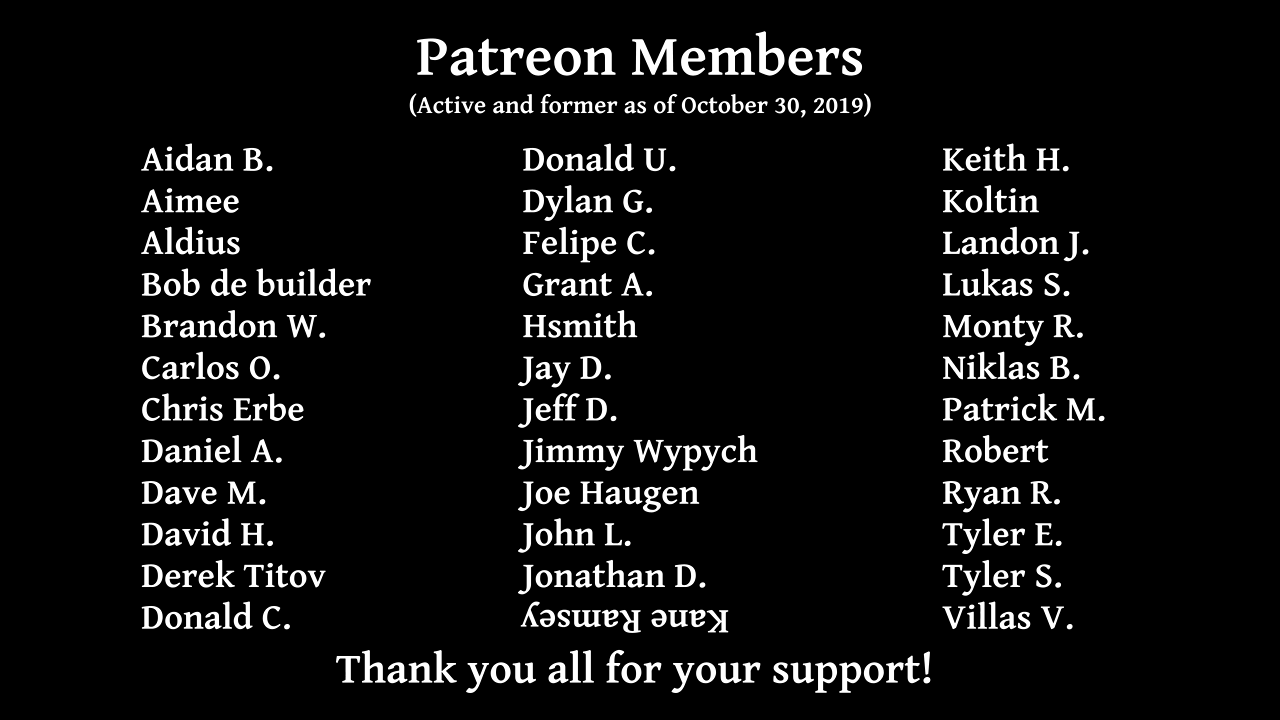 Patreon Members
(Active and former as of October 30, 2019)
Aidan B.
Aimee
Aldius
Bob de builder
Brandon W.
Carlos O.
Chris Erbe
Daniel A.
Dave M.
David H.
Derek Titov
Donald C.
Donald U.
Dylan G.
Felipe C.
Grant A.
Hsmith
Jay D.
Jeff D.
Jimmy Wypych
Joe Haugen
John L.
Jonathan D.
Kane Ramsey
Keith H.
Koltin
Landon J.
Lukas S.
Monty R.
Niklas B.
Patrick M.
Robert
Ryan R.
Tyler E.
Tyler S.
Villas V.
Thank you all for your support!